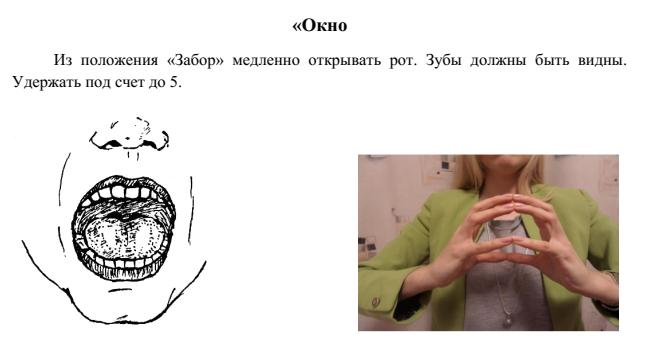 «Окно
Из положения «Забор» медленно открывать рот. Зубы должны быть видны.
Удержать под счет до 5.